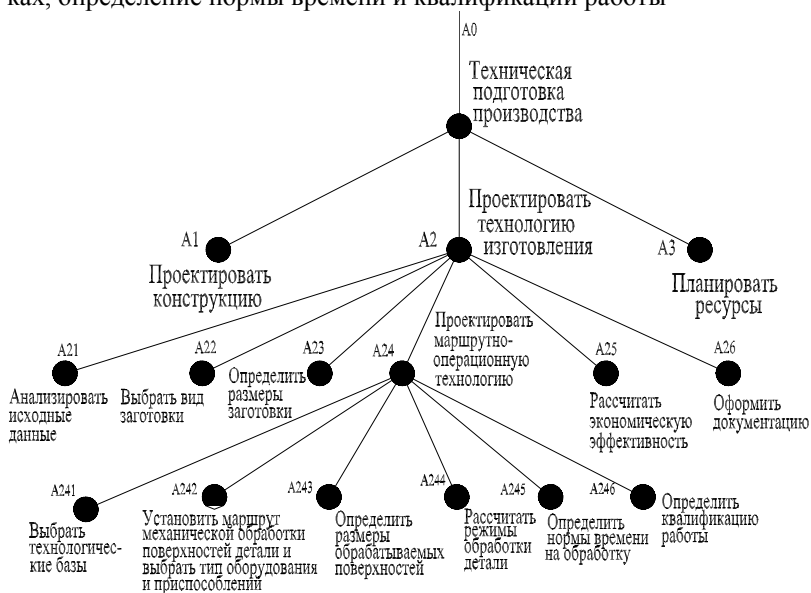 ках, определение нормы времени и квалификации работы
A0
Техническая
подготовка
производства
A1
Проектировать
конструкцию
A2
Проектировать
технологию
изготовления
A3
Планировать
ресурсы
A21
Анализировать
исходные
данные
A22
Выбрать вид
заготовки
A23
Определить
размеры
заготовки
A24
Проектировать
маршрутно-
операционную
технологию
A25
Рассчитать
экономическую
эффективность
A26
Оформить
документацию
A241
Выбрать
технологичес-
кие базы
A242
Установить маршрут
механической обработки
поверхностей детали и
выбрать тип оборудования
и приспособлений
A243
Определить
размеры
обрабатываемых
поверхностей
A244
Рассчитать
режимы
обработки
детали
A245
Определить
нормы времени
на обработку
A246
Определить
квалификацию
работы